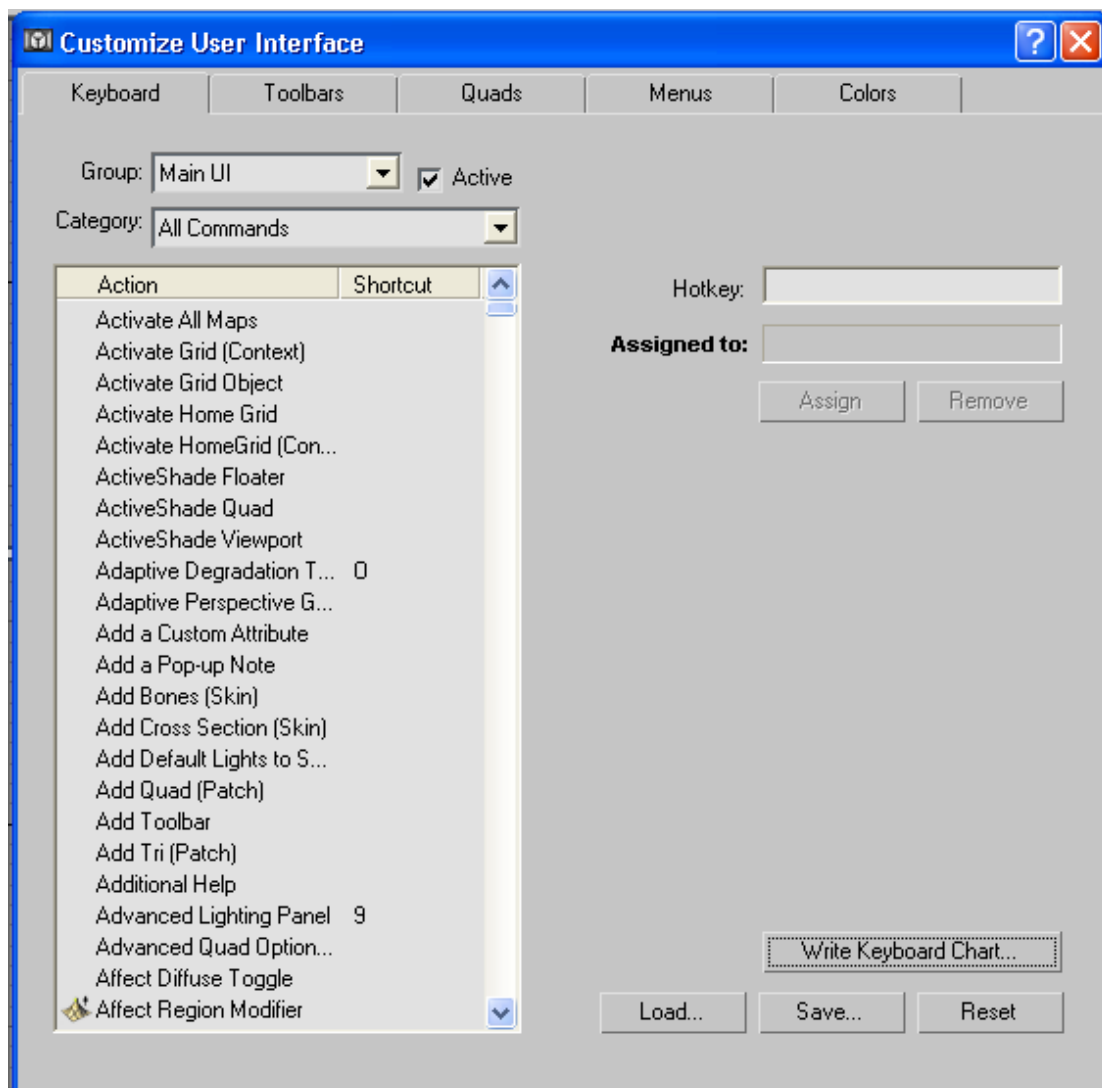 Customize User Interface
Keyboard Toolbars Quads Menus Colors
Group: Main UI Active
Category: All Commands
Action Shortcut
Activate All Maps
Activate Grid (Context)
Activate Grid Object
Activate Home Grid
Activate HomeGrid (Con...
ActiveShade Floater
ActiveShade Quad
ActiveShade Viewport
Adaptive Degradation T... O
Adaptive Perspective G...
Add a Custom Attribute
Add a Pop-up Note
Add Bones (Skin)
Add Cross Section (Skin)
Add Default Lights to S...
Add Quad (Patch)
Add Toolbar
Add Tri (Patch)
Additional Help
Advanced Lighting Panel 9
Advanced Quad Option...
Affect Diffuse Toggle
Affect Region Modifier
Hotkey:
Assigned to:
Assign Remove
Write Keyboard Chart...
Load... Save... Reset